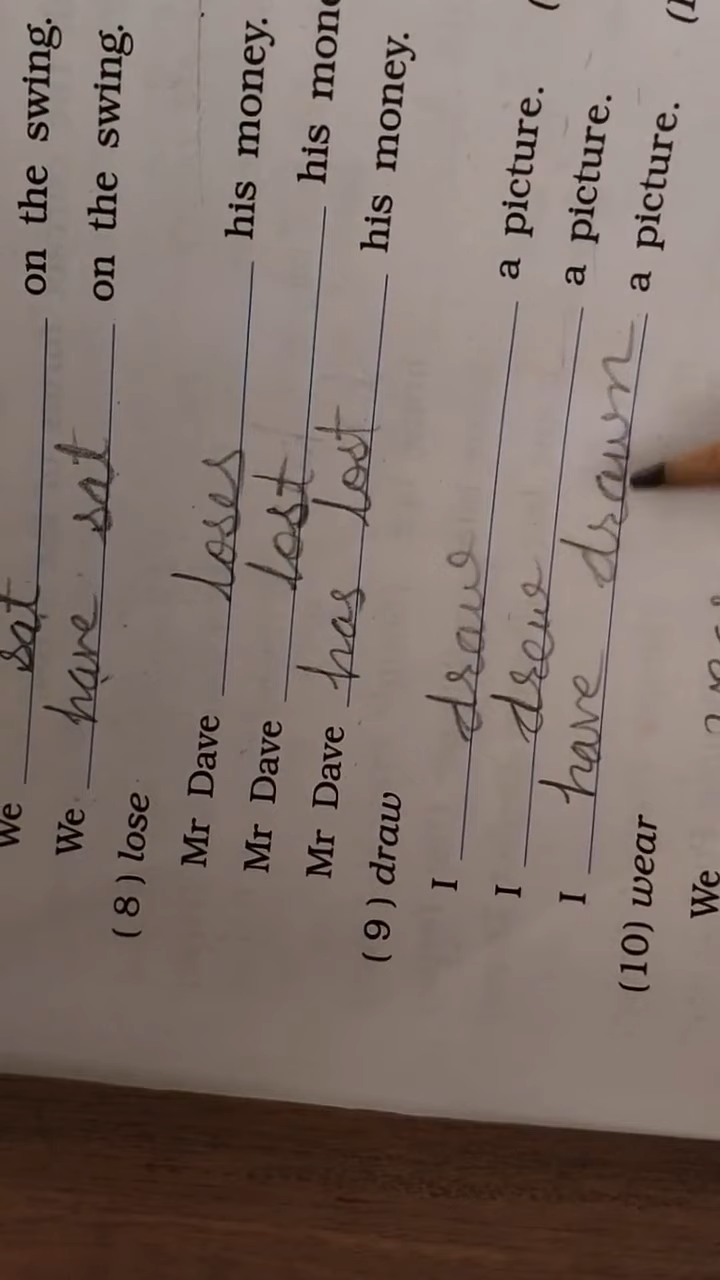 We sat on the swing.
We have sat on the swing.
(8) lose
Mr Dave loses his money.
Mr Dave lost his mone
Mr Dave has lost his money.
(9) draw
I draw a picture.
I drew a picture.
I have drawn a picture.
(10) wear
We